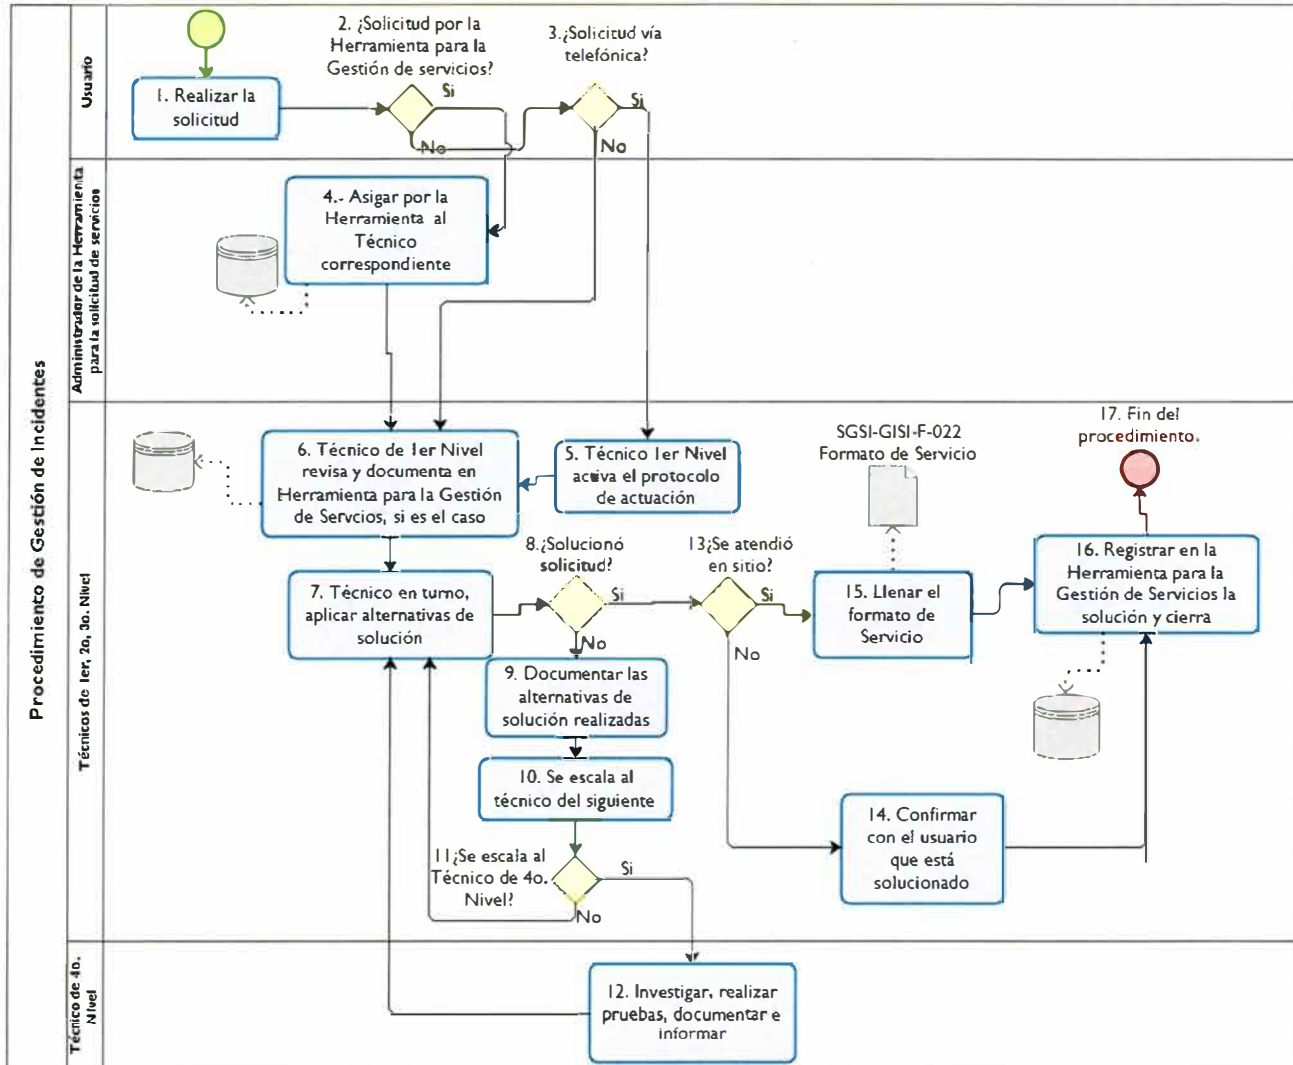 Procedimiento de Gestión de Incidentes
Usuario
1. Realizar la
solicitud
2. ¿Solicitud por la
Herramienta para la
Gestión de servicios?
Si
No
3.¿Solicitud vía
telefónica?
Si
No
Administrador de la Herramienta
para la solicitud de servicios
4.- Asigar por la
Herramienta al
Técnico
correspondiente
Técnicos de 1er, 2o, 3o. Nivel
6. Técnico de 1er Nivel
revisa y documenta en
Herramienta para la Gestión
de Servcios, si es el caso
5. Técnico 1er Nivel
activa el protocolo
de actuación
SGSI-GISI-F-022
Formato de Servicio
17. Fin del
procedimiento.
7. Técnico en turno,
aplicar alternativas de
solución
8.¿Solucionó
solicitud?
Si
No
13¿Se atendió
en sitio?
Si
No
15. Llenar el
formato de
Servicio
16. Registrar en la
Herramienta para la
Gestión de Servicios la
solución y cierra
9. Documentar las
alternativas de
solución realizadas
10. Se escala al
técnico del siguiente
11¿Se escala al
Técnico de 4o.
Nivel?
Si
No
14. Confirmar
con el usuario
que está
solucionado
Técnico de 4o.
Nivel
12. Investigar, realizar
pruebas, documentar e
informar